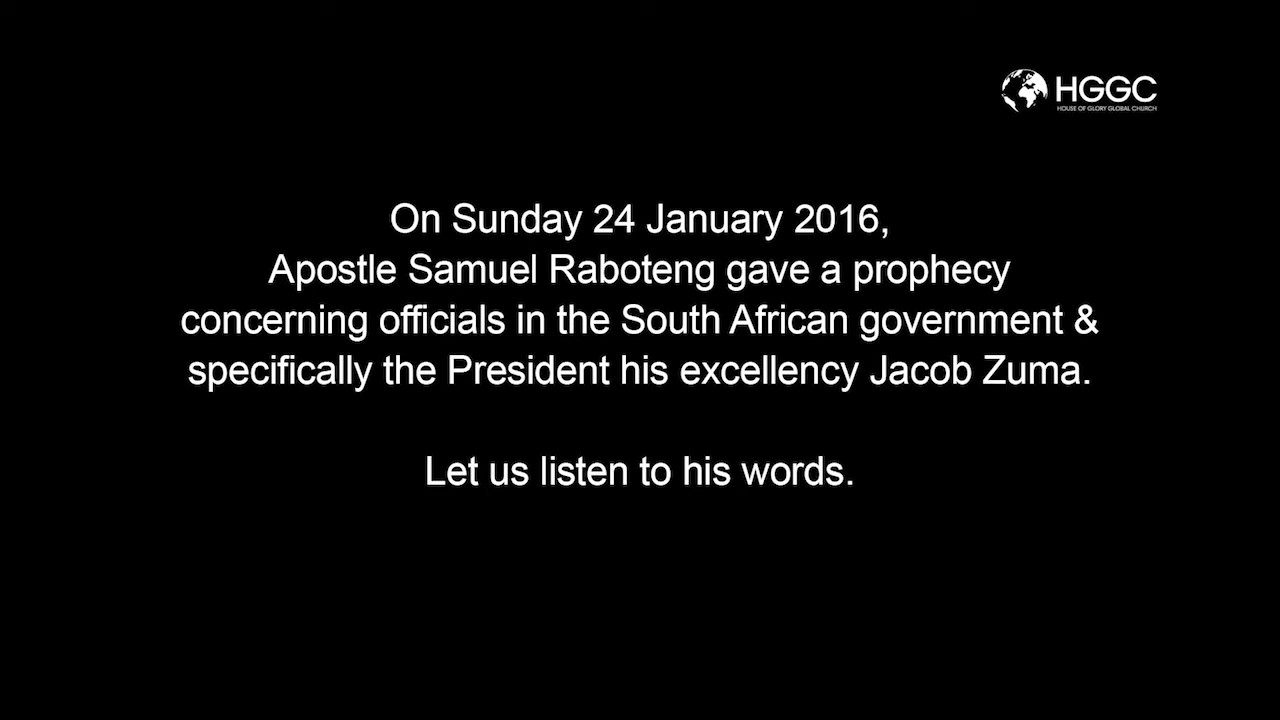 HGGC
HOUSE OF GLORY GLOBAL CHURCH
On Sunday 24 January 2016,
Apostle Samuel Raboteng gave a prophecy
concerning officials in the South African government &
specifically the President his excellency Jacob Zuma.
Let us listen to his words.